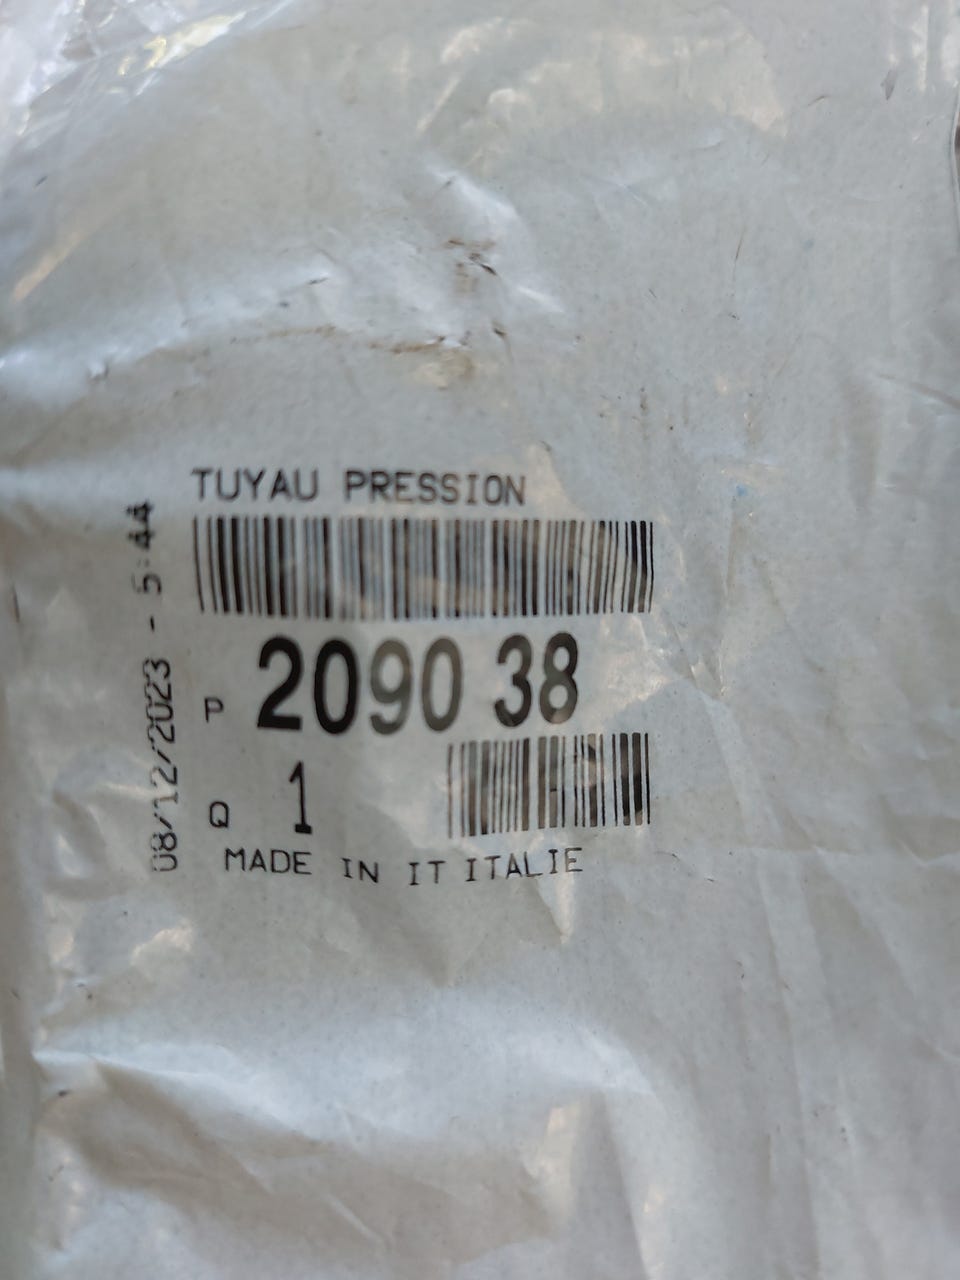 TUYAU PRESSION
P 2090 38
Q 1
MADE IN IT ITALIE
08/12/2023 - 5:44